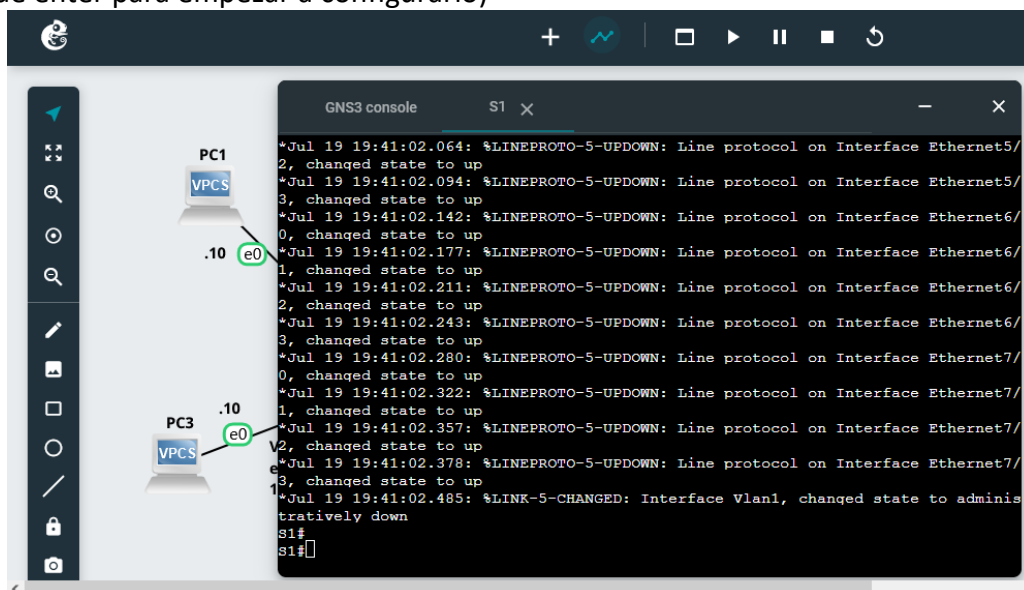 de enter para empezar a configurarlo)
GNS3 console S1
*Jul 19 19:41:02.064: %LINEPROTO-5-UPDOWN: Line protocol on Interface Ethernet5/
2, changed state to up
*Jul 19 19:41:02.094: %LINEPROTO-5-UPDOWN: Line protocol on Interface Ethernet5/
3, changed state to up
*Jul 19 19:41:02.142: %LINEPROTO-5-UPDOWN: Line protocol on Interface Ethernet6/
0, changed state to up
*Jul 19 19:41:02.177: %LINEPROTO-5-UPDOWN: Line protocol on Interface Ethernet6/
1, changed state to up
*Jul 19 19:41:02.211: %LINEPROTO-5-UPDOWN: Line protocol on Interface Ethernet6/
2, changed state to up
*Jul 19 19:41:02.243: %LINEPROTO-5-UPDOWN: Line protocol on Interface Ethernet6/
3, changed state to up
*Jul 19 19:41:02.280: %LINEPROTO-5-UPDOWN: Line protocol on Interface Ethernet7/
0, changed state to up
*Jul 19 19:41:02.322: %LINEPROTO-5-UPDOWN: Line protocol on Interface Ethernet7/
1, changed state to up
*Jul 19 19:41:02.357: %LINEPROTO-5-UPDOWN: Line protocol on Interface Ethernet7/
2, changed state to up
*Jul 19 19:41:02.378: %LINEPROTO-5-UPDOWN: Line protocol on Interface Ethernet7/
3, changed state to up
*Jul 19 19:41:02.485: %LINK-5-CHANGED: Interface Vlan1, changed state to adminis
tratively down
S1#
S1#
PC1
VPCS
.10 e0
.10
PC3
e0
VPCS
V
e
1